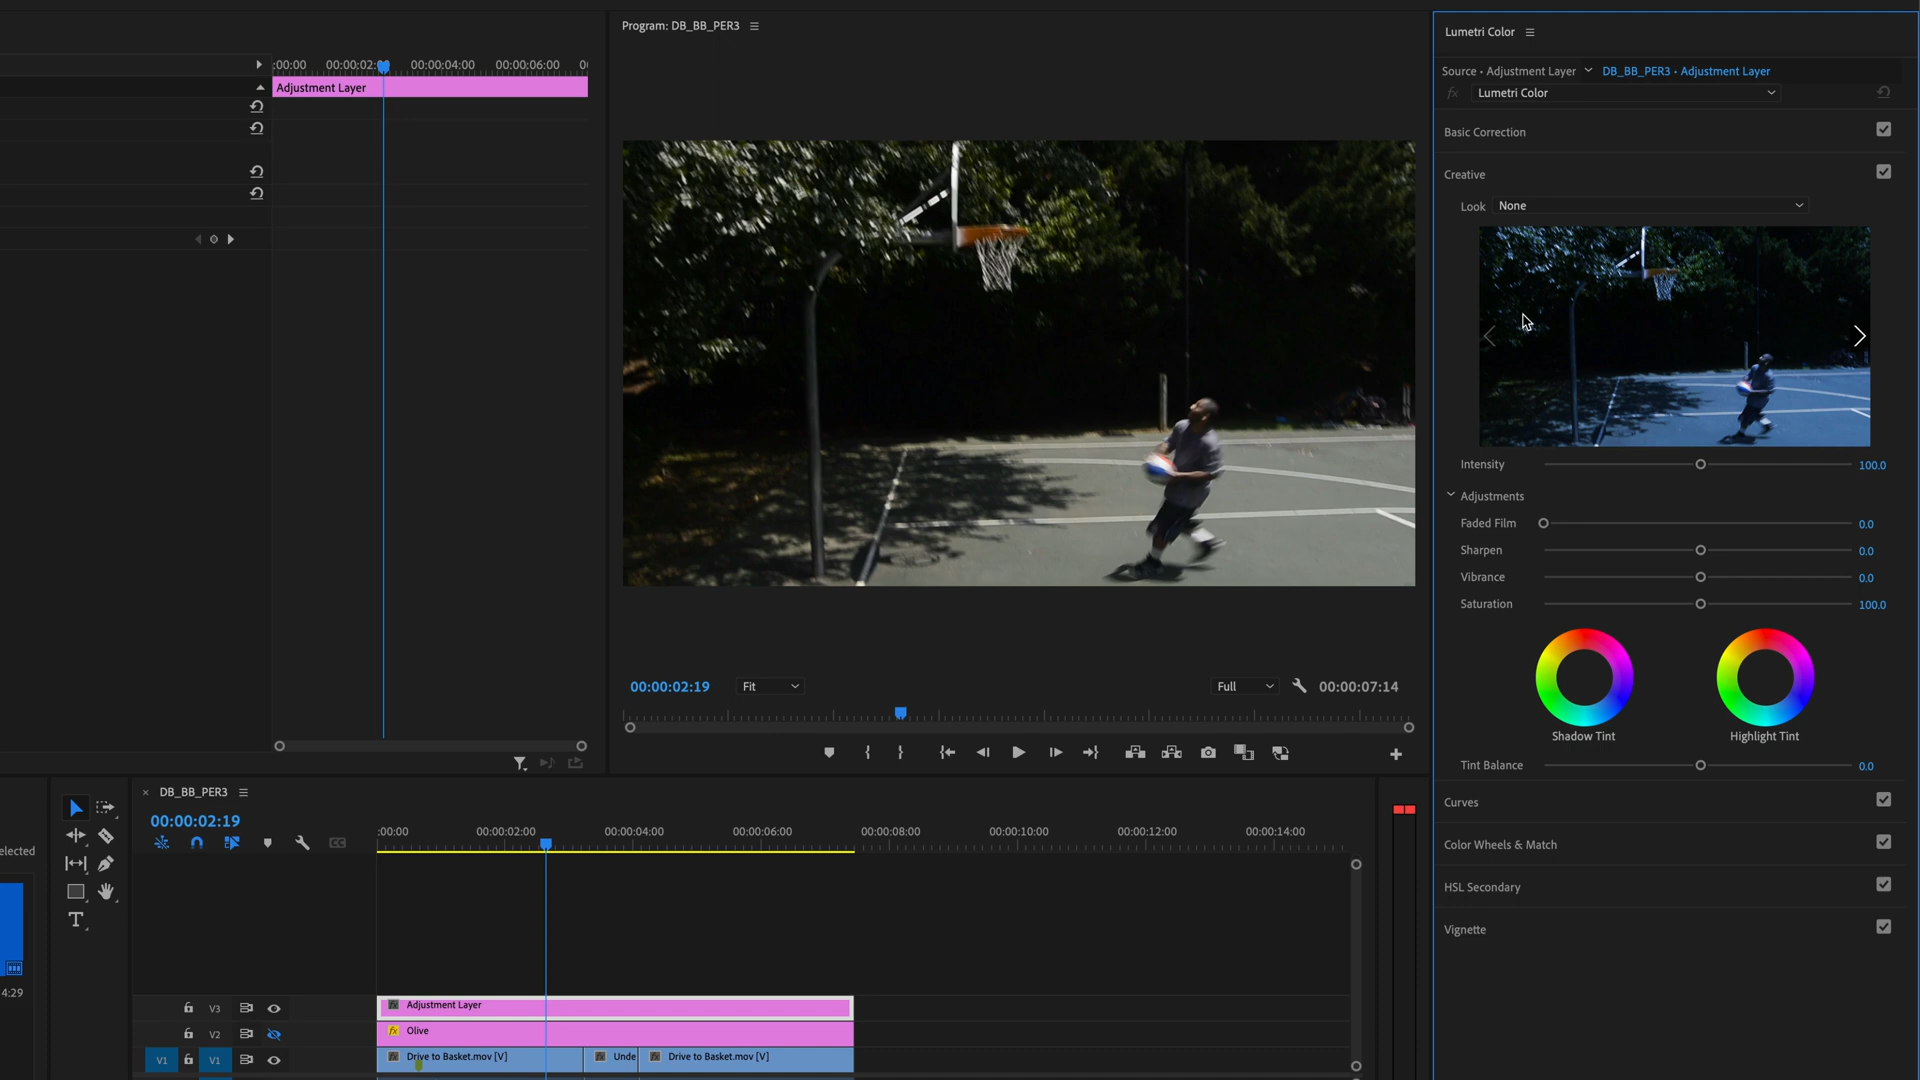 Program: DB_BB_PER3
:00:00
00:00:02:
00:00:04:00
00:00:06:00
Adjustment Layer
00:00:02:19
Fit
Full
00:00:07:14
Lumetri Color
Source • Adjustment Layer
DB_BB_PER3 • Adjustment Layer
fx
Lumetri Color
Basic Correction
Creative
Look
None
Intensity
100.0
Adjustments
Faded Film
0.0
Sharpen
0.0
Vibrance
0.0
Saturation
100.0
Shadow Tint
Highlight Tint
Tint Balance
0.0
Curves
Color Wheels & Match
HSL Secondary
Vignette
elected
4:29
× DB_BB_PER3
00:00:02:19
:00:00
00:00:02:00
00:00:04:00
00:00:06:00
00:00:08:00
00:00:10:00
00:00:12:00
00:00:14:00
V3
fx Adjustment Layer
V2
fx Olive
V1
V1
fx Drive to Basket.mov [V]
fx Unde
fx Drive to Basket.mov [V]